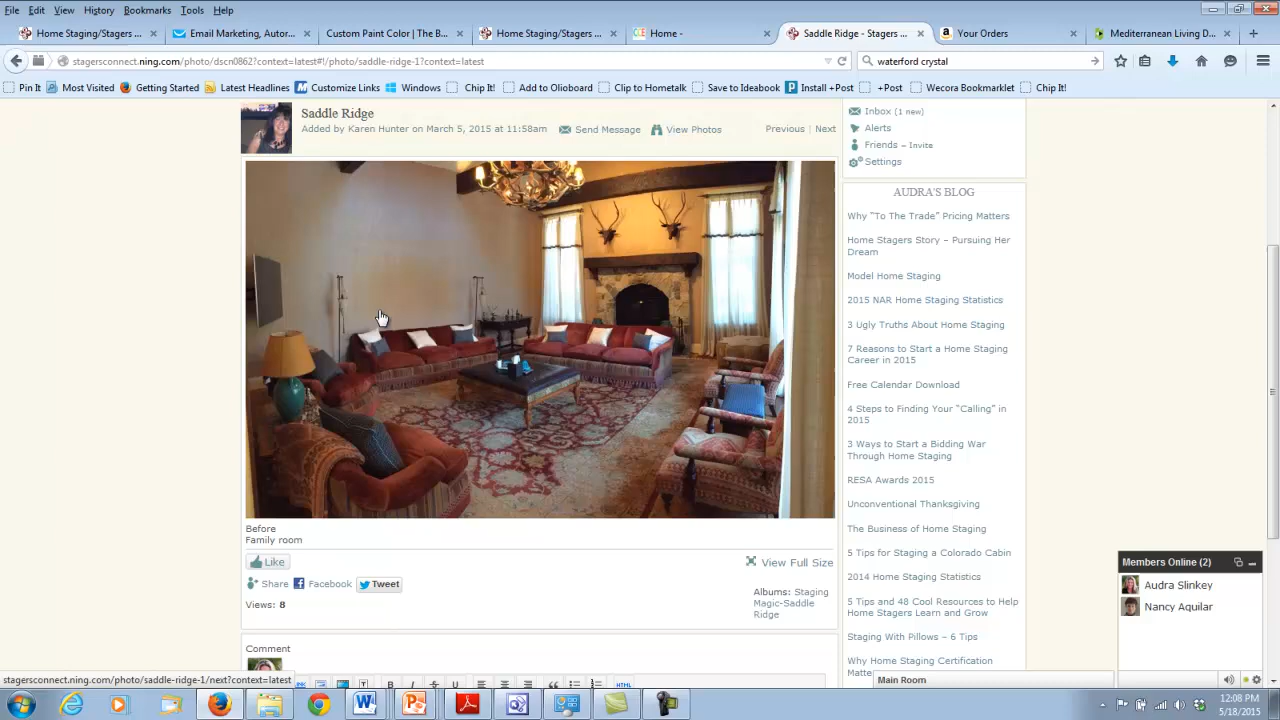 File Edit View History Bookmarks Tools Help
Home Staging/Stagers ... × Email Marketing, Autor... × Custom Paint Color | The B... × Home Staging/Stagers ... × Home - × Saddle Ridge - Stagers ... × Your Orders × Mediterranean Living D... × +
stagersconnect.ning.com/photo/dscn0862?context=latest#!/photo/saddle-ridge-1?context=latest waterford crystal
Pin It Most Visited Getting Started Latest Headlines Customize Links Windows Chip It! Add to Olioboard Clip to Hometalk Save to Ideabook Install +Post +Post Wecora Bookmarklet Chip It!
Saddle Ridge
Added by Karen Hunter on March 5, 2015 at 11:58am Send Message View Photos Previous | Next
Before
Family room
Like View Full Size
Share Facebook Tweet
Views: 8
Albums: Staging
Magic-Saddle
Ridge
Comment
B I S U HTML
Inbox (1 new)
Alerts
Friends – Invite
Settings
AUDRA'S BLOG
Why "To The Trade" Pricing Matters
Home Stagers Story – Pursuing Her
Dream
Model Home Staging
2015 NAR Home Staging Statistics
3 Ugly Truths About Home Staging
7 Reasons to Start a Home Staging
Career in 2015
Free Calendar Download
4 Steps to Finding Your "Calling" in
2015
3 Ways to Start a Bidding War
Through Home Staging
RESA Awards 2015
Unconventional Thanksgiving
The Business of Home Staging
5 Tips for Staging a Colorado Cabin
2014 Home Staging Statistics
5 Tips and 48 Cool Resources to Help
Home Stagers Learn and Grow
Staging With Pillows – 6 Tips
Why Home Staging Certification
Matte
Members Online (2)
Audra Slinkey
Nancy Aquilar
Main Room
stagersconnect.ning.com/photo/saddle-ridge-1/next?context=latest
12:08 PM
5/18/2015